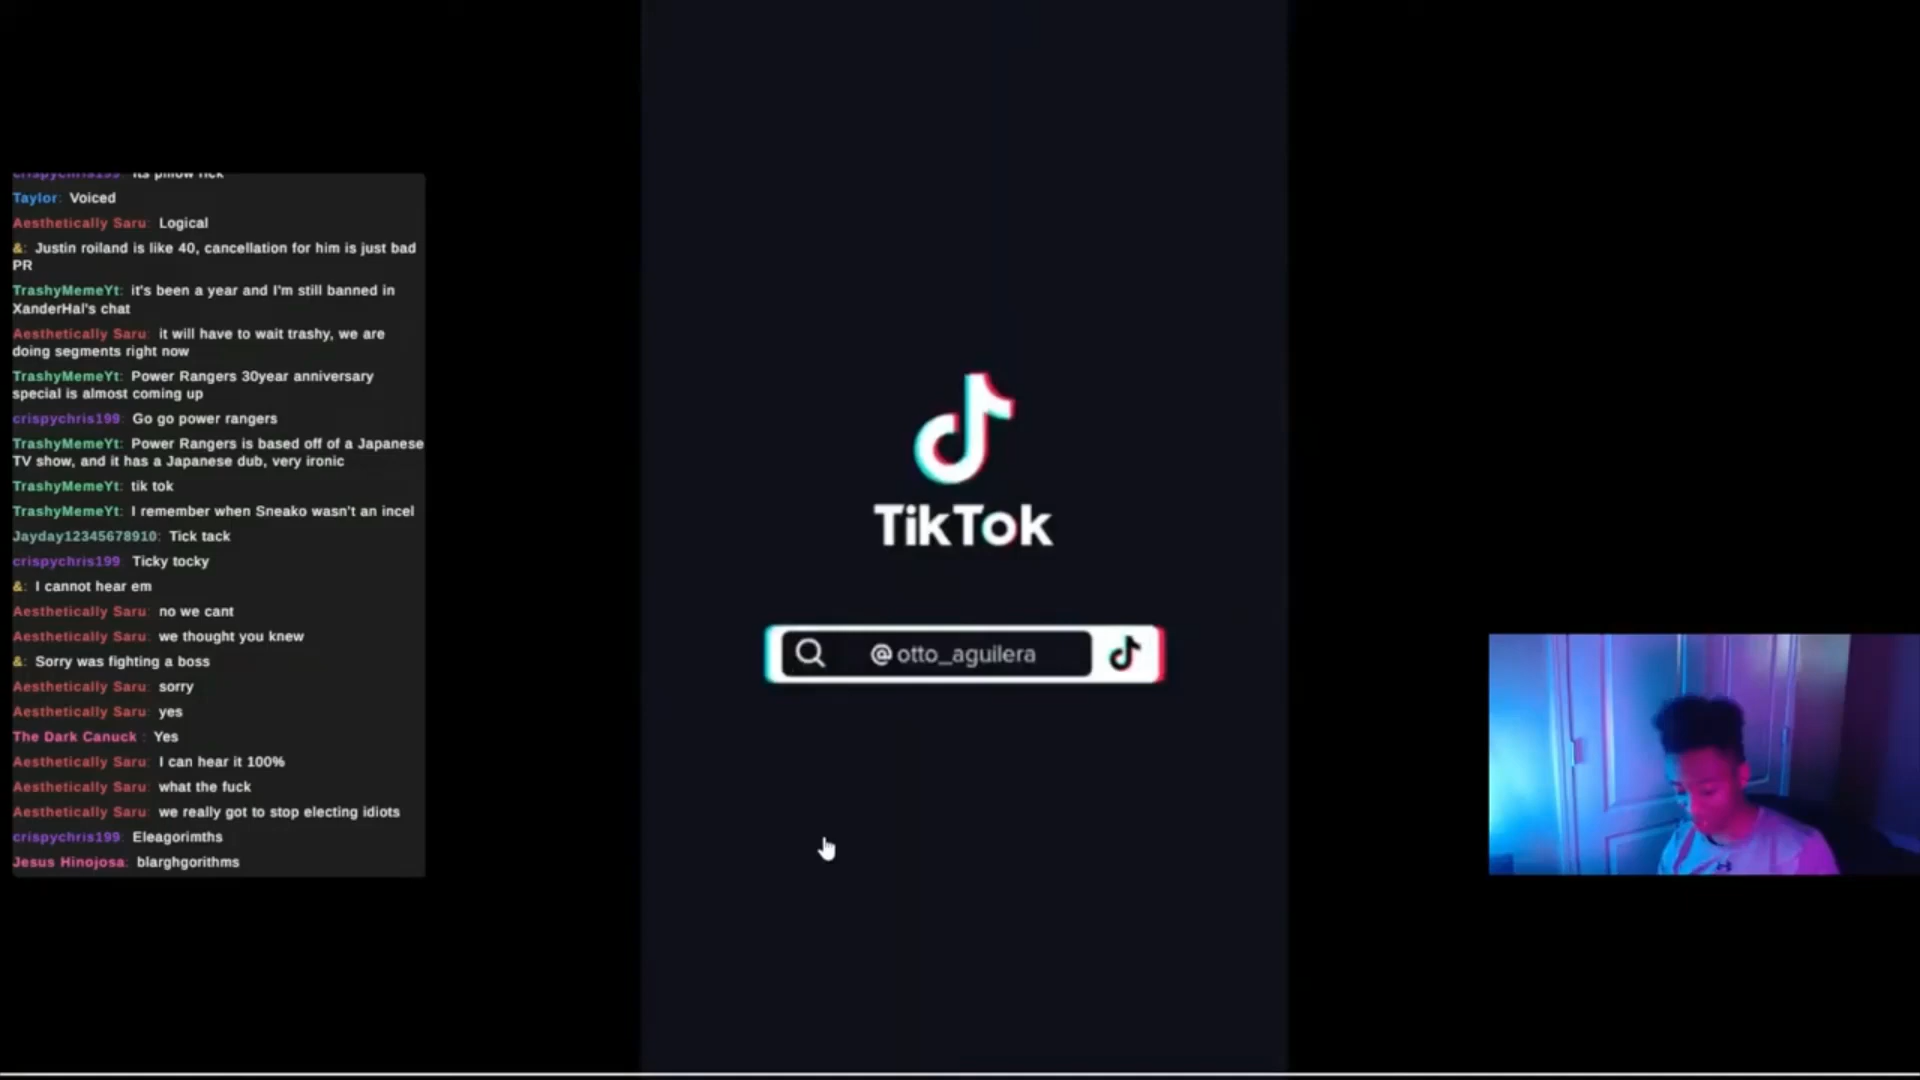 crispychris199: its pillow rick
Taylor: Voiced
Aesthetically Saru: Logical
&: Justin roiland is like 40, cancellation for him is just bad
PR
TrashyMemeYt: it's been a year and I'm still banned in
XanderHal's chat
Aesthetically Saru: it will have to wait trashy, we are
doing segments right now
TrashyMemeYt: Power Rangers 30year anniversary
special is almost coming up
crispychris199: Go go power rangers
TrashyMemeYt: Power Rangers is based off of a Japanese
TV show, and it has a Japanese dub, very ironic
TrashyMemeYt: tik tok
TrashyMemeYt: I remember when Sneako wasn't an incel
Jayday12345678910: Tick tack
crispychris199: Ticky tocky
&: I cannot hear em
Aesthetically Saru: no we cant
Aesthetically Saru: we thought you knew
&: Sorry was fighting a boss
Aesthetically Saru: sorry
Aesthetically Saru: yes
The Dark Canuck : Yes
Aesthetically Saru: I can hear it 100%
Aesthetically Saru: what the fuck
Aesthetically Saru: we really got to stop electing idiots
crispychris199: Eleagorimths
Jesus Hinojosa: blarghgorithms
TikTok
@otto_aguilera